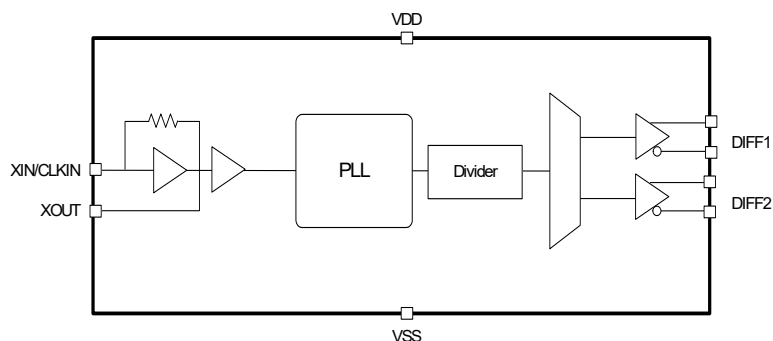 VDD
XIN/CLKIN
XOUT
PLL
Divider
DIFF1
DIFF2
VSS